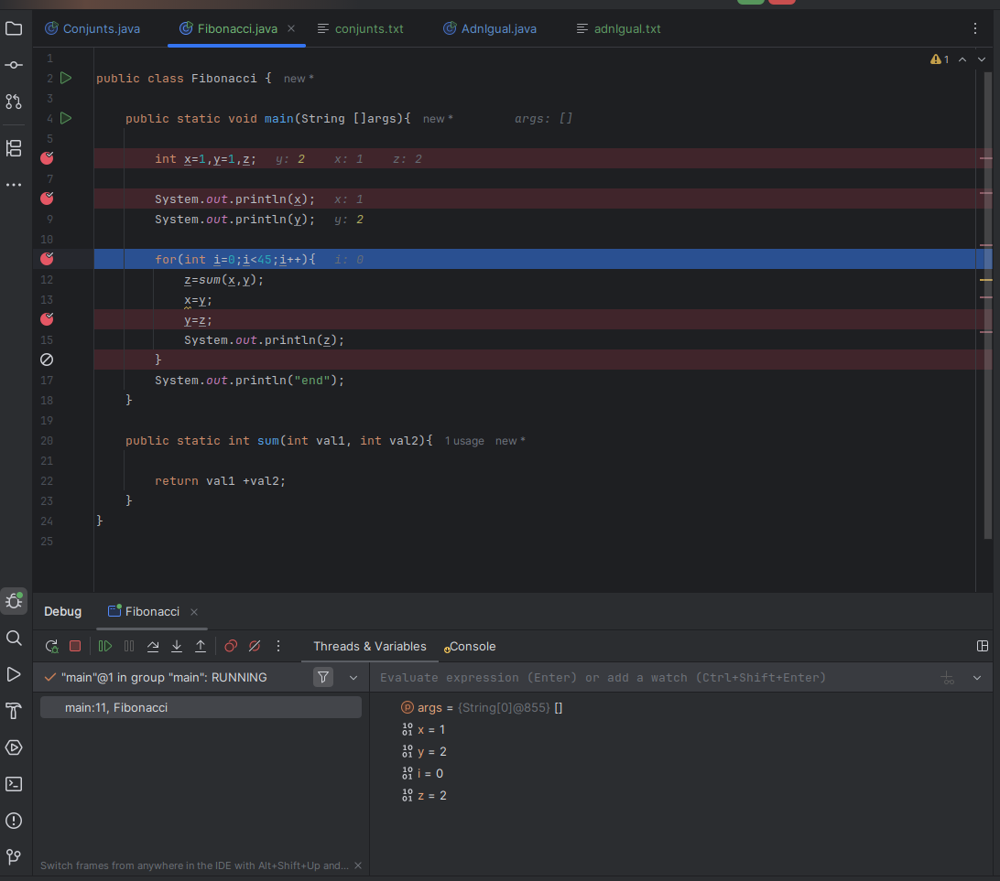 Conjunts.java Fibonacci.java conjunts.txt AdnIgual.java adnIgual.txt
1 1
2 public class Fibonacci { new *
3
4 public static void main(String []args){ new * args: []
5
int x=1,y=1,z; y: 2 x: 1 z: 2
7
System.out.println(x); x: 1
9 System.out.println(y); y: 2
10
for(int i=0;i<45;i++){ i: 0
12 z=sum(x,y);
13 x=y;
y=z;
15 System.out.println(z);
}
17 System.out.println("end");
18 }
19
20 public static int sum(int val1, int val2){ 1 usage new *
21
22 return val1 +val2;
23 }
24 }
25
Debug Fibonacci
Threads & Variables Console
"main"@1 in group "main": RUNNING
Evaluate expression (Enter) or add a watch (Ctrl+Shift+Enter)
main:11, Fibonacci
args = {String[0]@855} []
x = 1
y = 2
i = 0
z = 2
Switch frames from anywhere in the IDE with Alt+Shift+Up and...